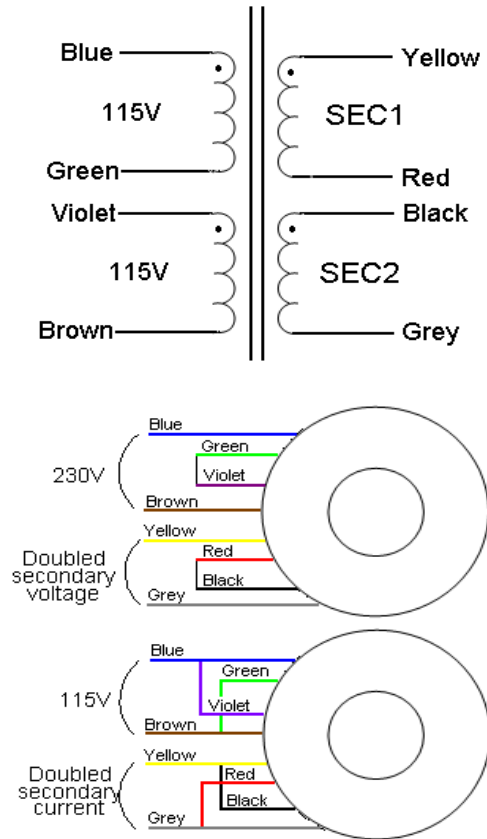 Blue
Yellow
115V
SEC1
Green
Red
Violet
Black
115V
SEC2
Brown
Grey
Blue
Green
230V
Violet
Brown
Yellow
Doubled
secondary
voltage
Red
Black
Grey
Blue
Green
115V
Violet
Brown
Yellow
Doubled
secondary
current
Red
Black
Grey